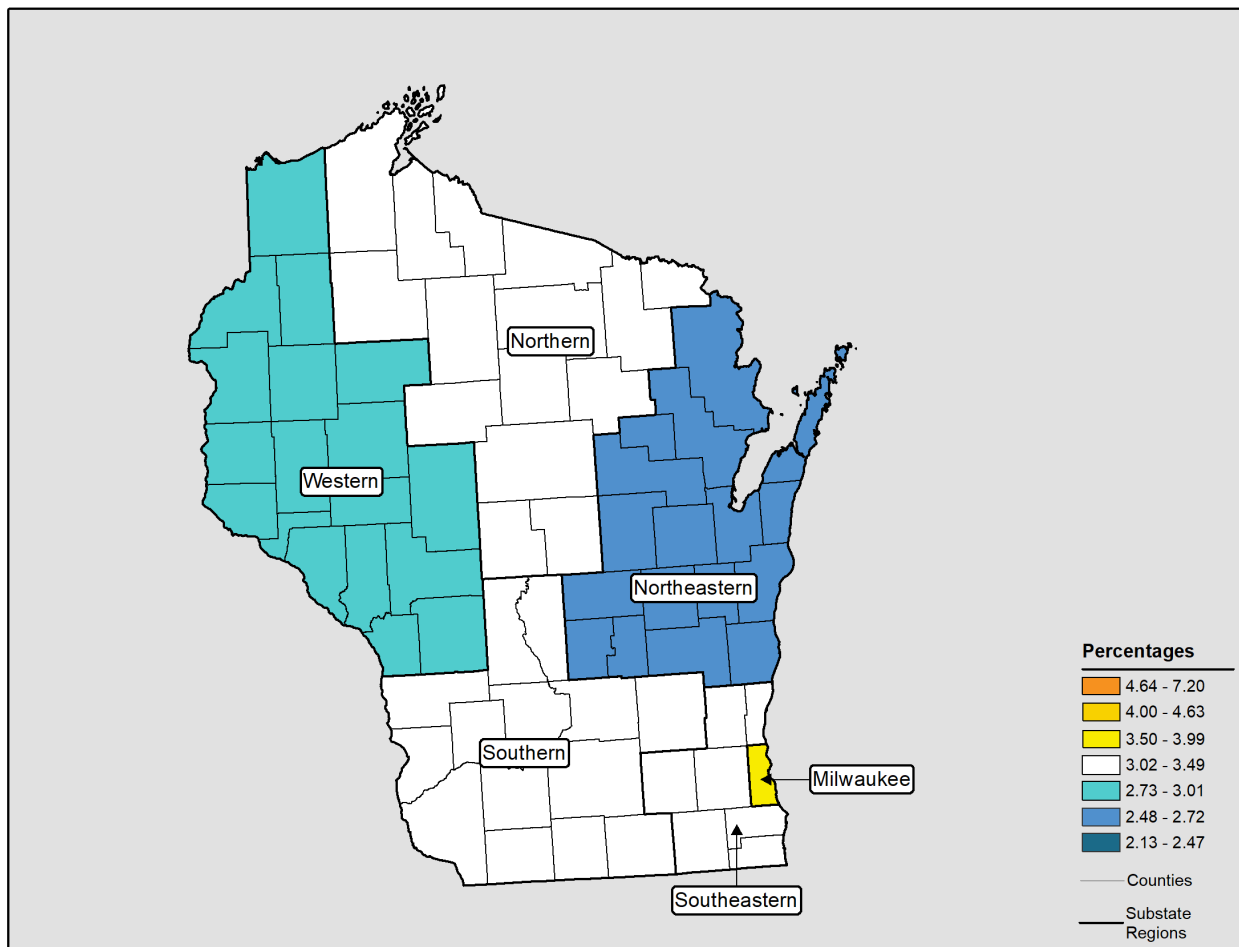 Northern
Western
Northeastern
Southern
Milwaukee
Southeastern
Percentages
4.64 - 7.20
4.00 - 4.63
3.50 - 3.99
3.02 - 3.49
2.73 - 3.01
2.48 - 2.72
2.13 - 2.47
Counties
Substate
Regions